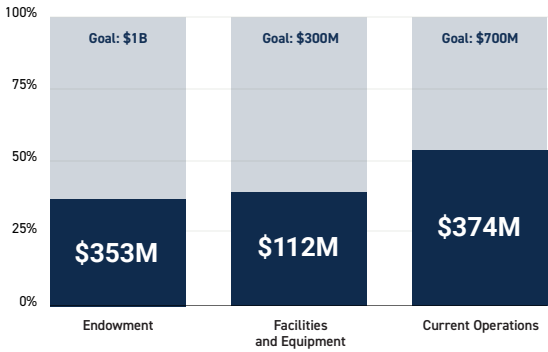 100%
Goal: $1B
Goal: $300M
Goal: $700M
75%
50%
25%
$353M
$112M
$374M
0%
Endowment
Facilities
and Equipment
Current Operations